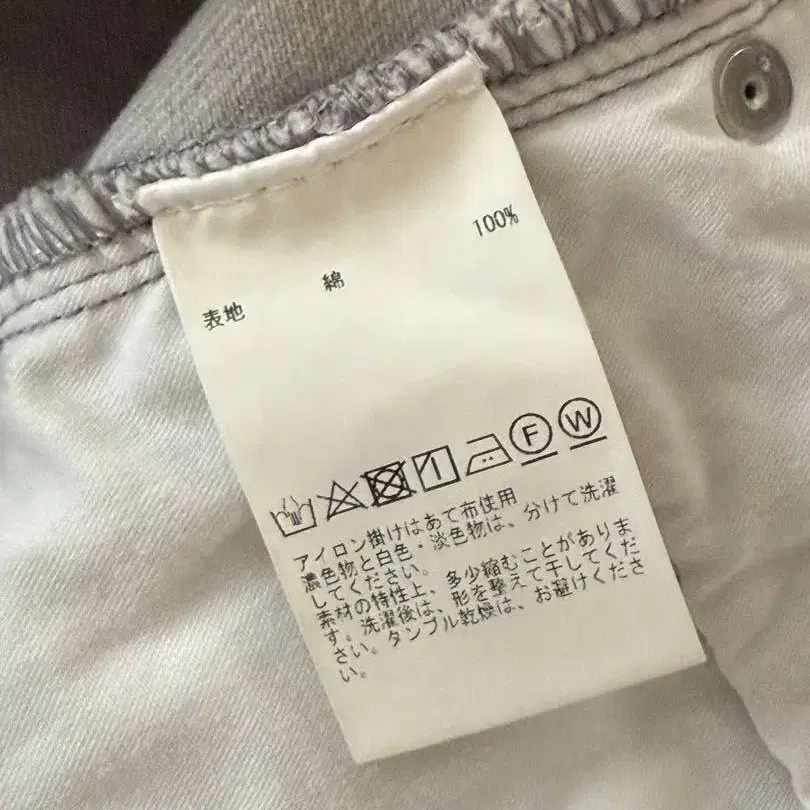 表地 綿 100%
F W
アイロン掛けはあて布使用
濃色物と白色・淡色物は、分けて洗濯
してください。
素材の特性上、多少縮むことがありま
す。洗濯後は、形を整えて干してくだ
さい。タンブル乾燥は、お避けくださ
い。